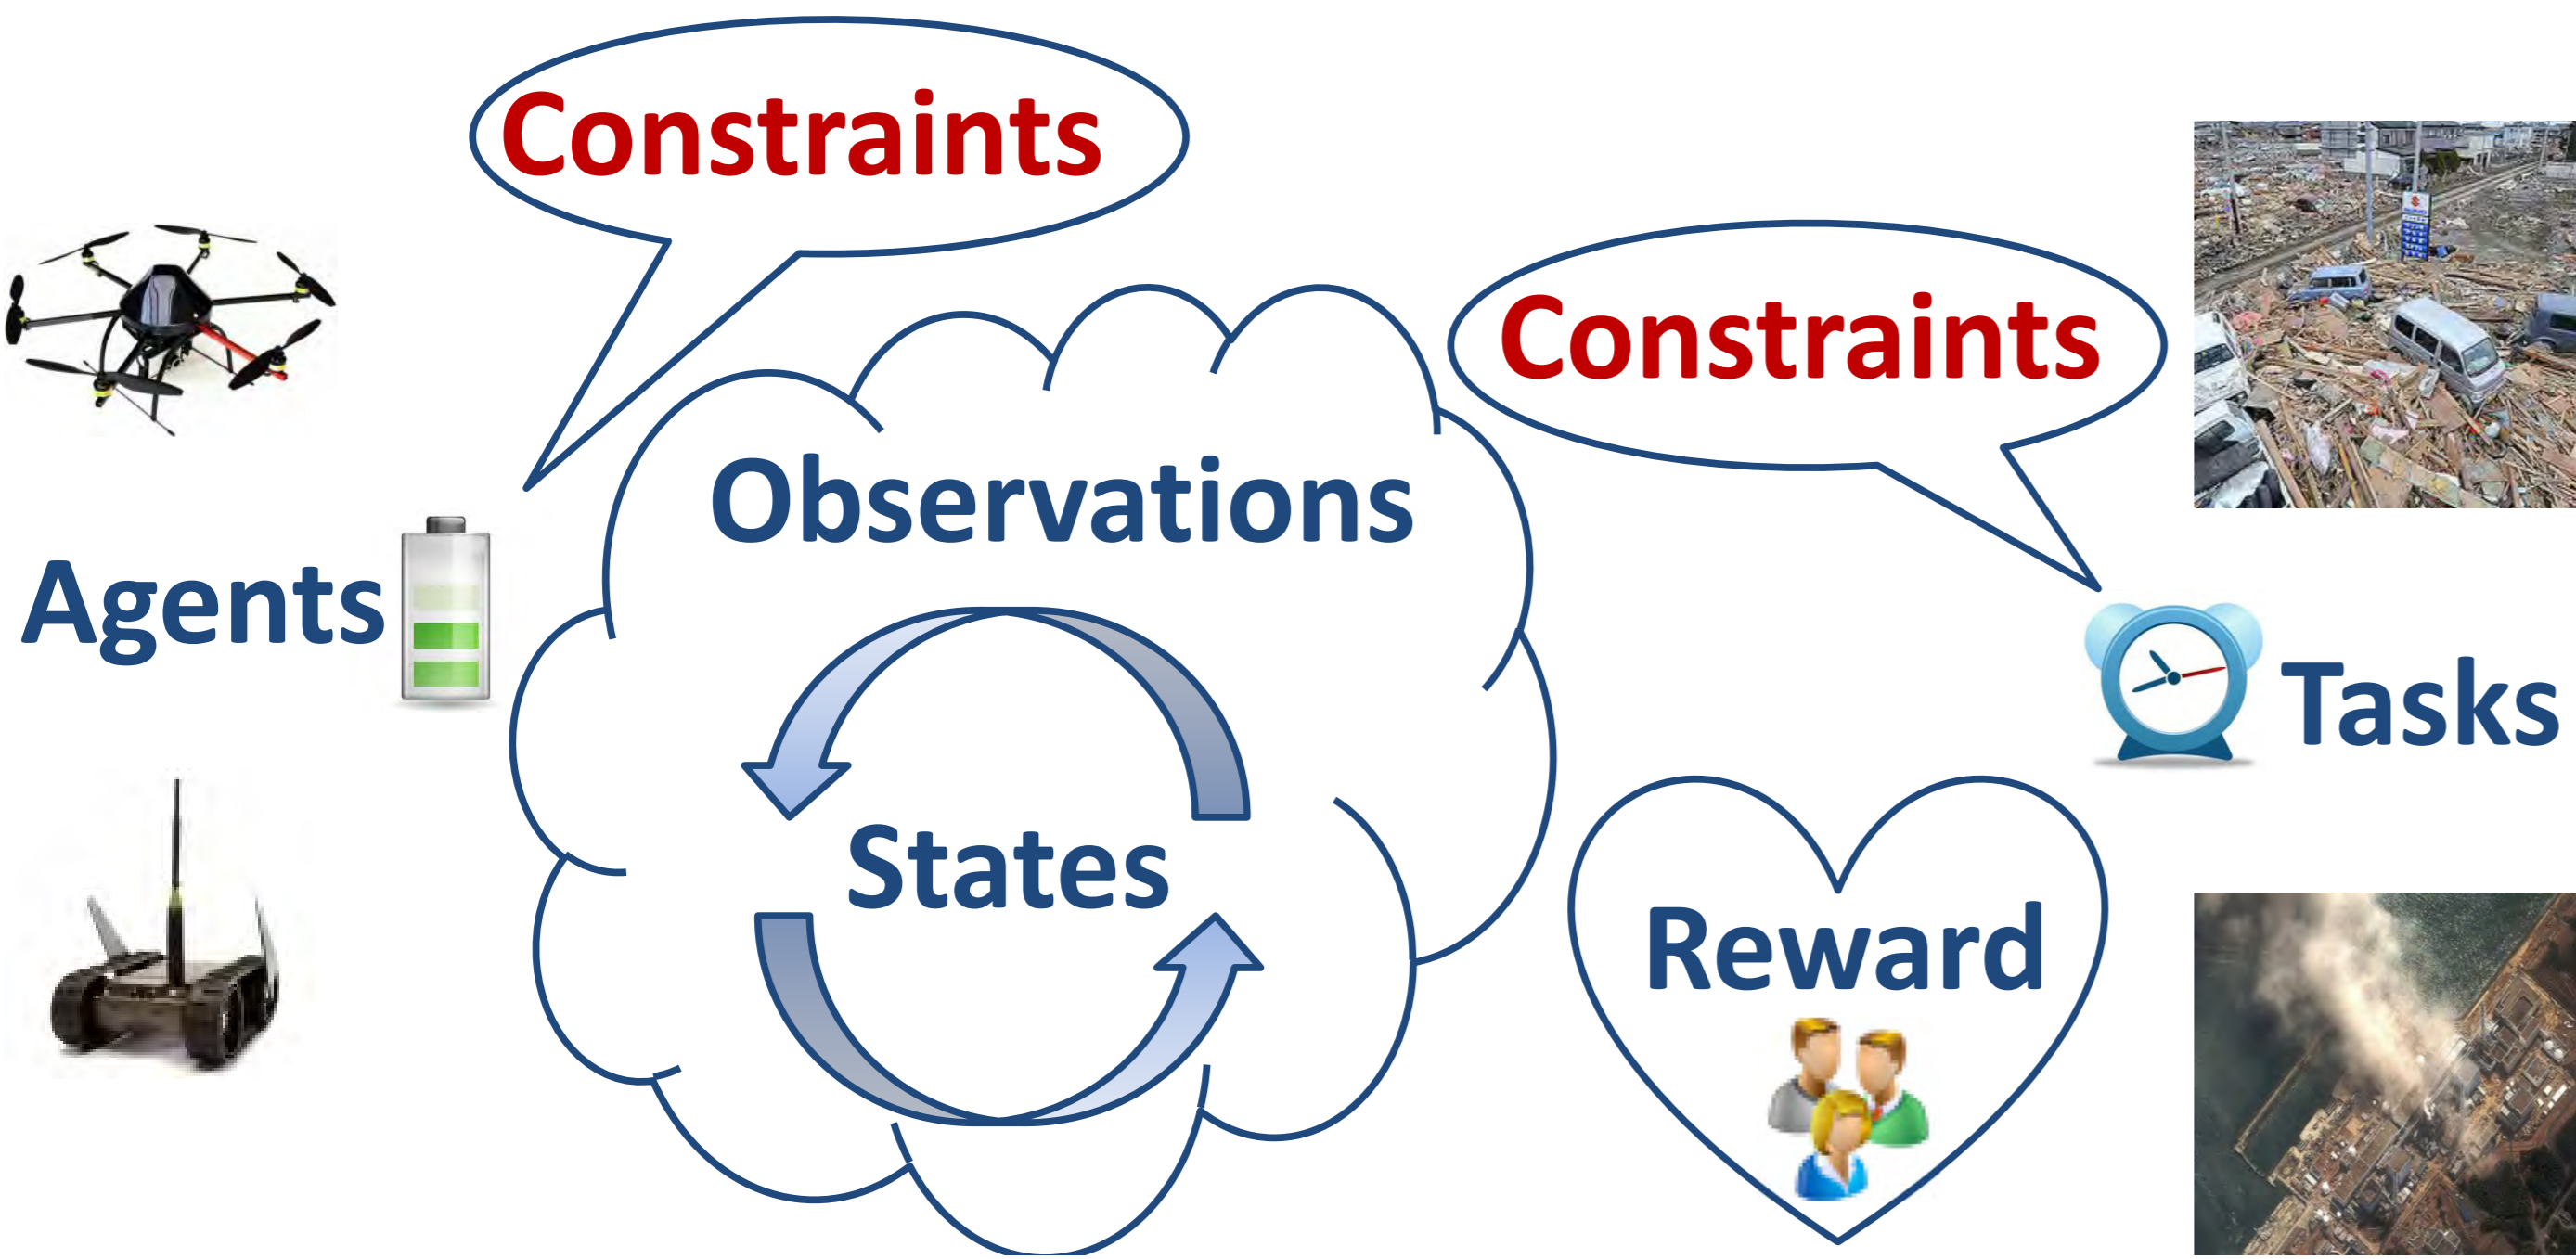 Constraints
Constraints
Observations
Agents
Tasks
States
Reward